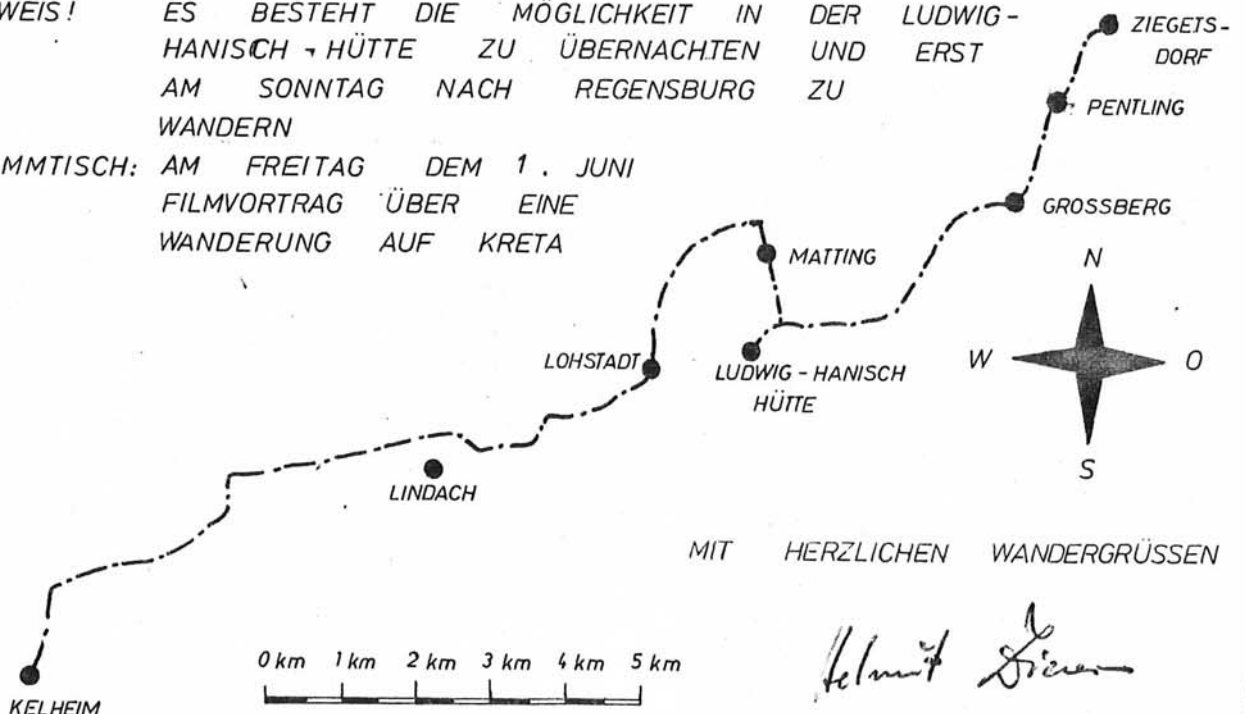 WEIS! ES BESTEHT DIE MÖGLICHKEIT IN DER LUDWIG-
HANISCH-HÜTTE ZU ÜBERNACHTEN UND ERST
AM SONNTAG NACH REGENSBURG ZU
WANDERN
MMTISCH: AM FREITAG DEM 1. JUNI
FILMVORTRAG ÜBER EINE
WANDERUNG AUF KRETA
ZIEGETS-
DORF
PENTLING
GROSSBERG
MATTING
N
W
O
S
LOHSTADT
LUDWIG-HANISCH
HÜTTE
LINDACH
MIT HERZLICHEN WANDERGRÜSSEN
Helmut
0 km 1 km 2 km 3 km 4 km 5 km
KELHEIM